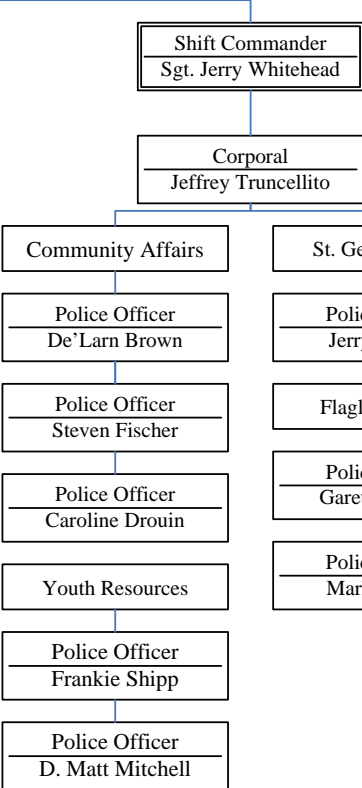 Shift Commander
Sgt. Jerry Whitehead
Corporal
Jeffrey Truncellito
Community Affairs
Police Officer
De’Larn Brown
Police Officer
Steven Fischer
Police Officer
Caroline Drouin
Youth Resources
Police Officer
Frankie Shipp
Police Officer
D. Matt Mitchell
St.